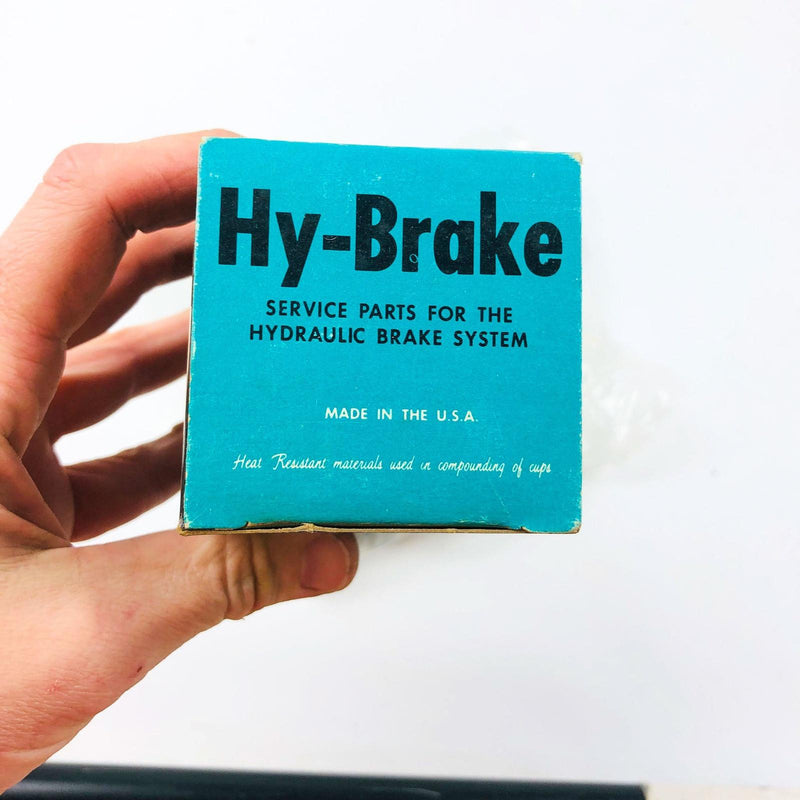 Hy-Brake
SERVICE PARTS FOR THE
HYDRAULIC BRAKE SYSTEM
MADE IN THE U.S.A.
Heat Resistant materials used in compounding of cups